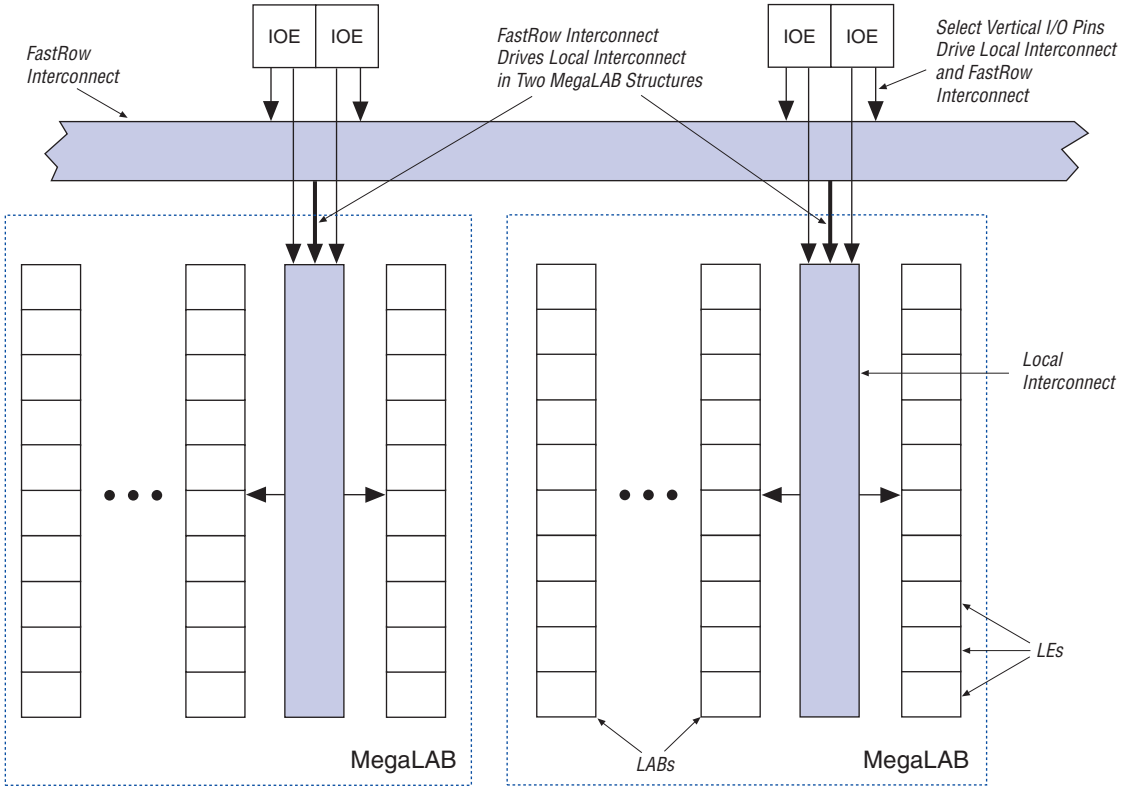 FastRow
Interconnect
IOE
IOE
FastRow Interconnect
Drives Local Interconnect
in Two MegaLAB Structures
IOE
IOE
Select Vertical I/O Pins
Drive Local Interconnect
and FastRow
Interconnect
Local
Interconnect
LEs
LABs
MegaLAB
MegaLAB